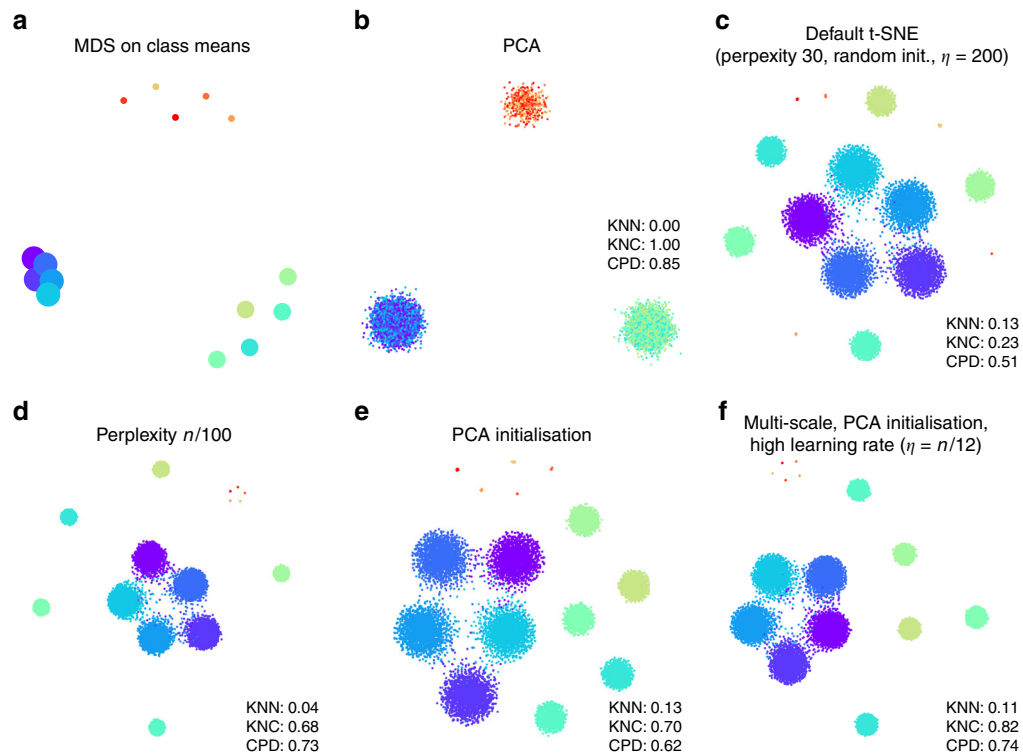 a
MDS on class means
b
PCA
KNN: 0.00
KNC: 1.00
CPD: 0.85
c
Default t-SNE
(perpexity 30, random init., η = 200)
KNN: 0.13
KNC: 0.23
CPD: 0.51
d
Perplexity n/100
KNN: 0.04
KNC: 0.68
CPD: 0.73
e
PCA initialisation
KNN: 0.13
KNC: 0.70
CPD: 0.62
f
Multi-scale, PCA initialisation,
high learning rate (η = n/12)
KNN: 0.11
KNC: 0.82
CPD: 0.74